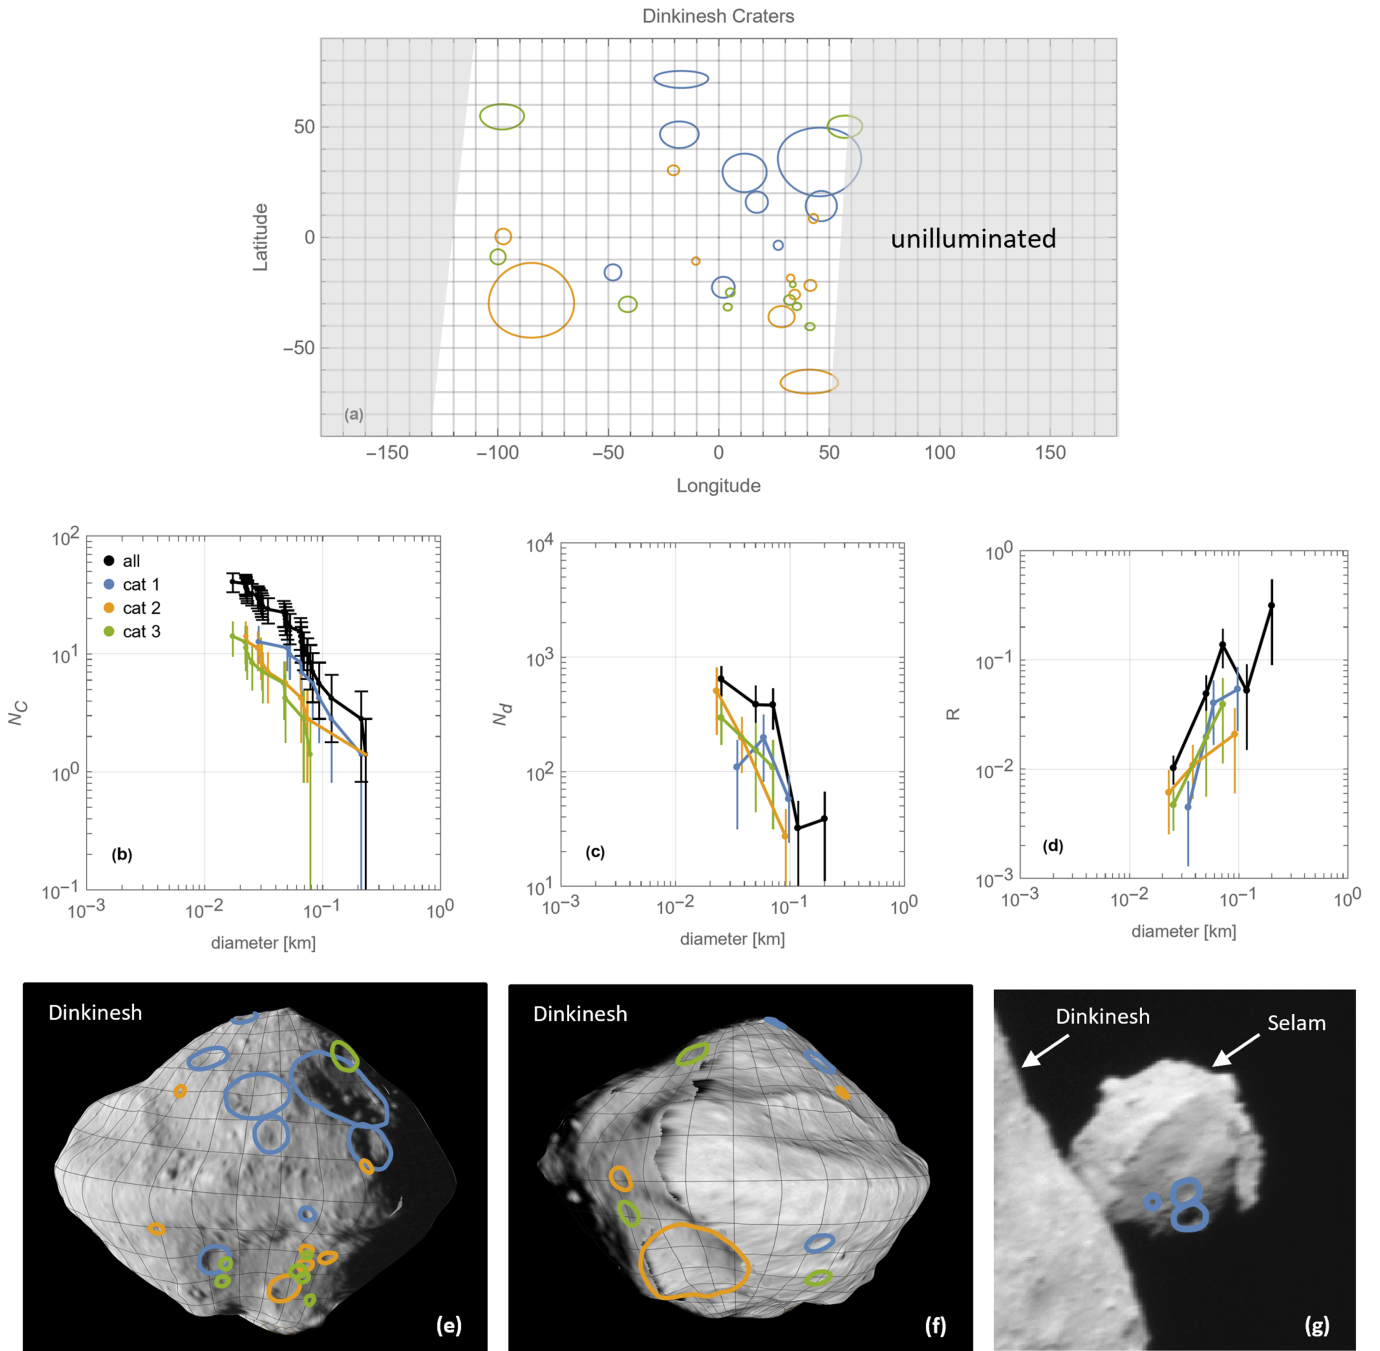 Dinkinesh Craters
50
0
−50
Latitude
unilluminated
(a)
−150 −100 −50 0 50 100 150
Longitude
10² 10¹ 10⁰ 10⁻¹
N_C
all
cat 1
cat 2
cat 3
(b)
10⁻³ 10⁻² 10⁻¹ 10⁰
diameter [km]
10⁴ 10³ 10² 10¹
N_d
(c)
10⁻³ 10⁻² 10⁻¹ 10⁰
diameter [km]
10⁰ 10⁻¹ 10⁻² 10⁻³
R
(d)
10⁻³ 10⁻² 10⁻¹ 10⁰
diameter [km]
Dinkinesh
(e)
Dinkinesh
(f)
Dinkinesh
Selam
(g)